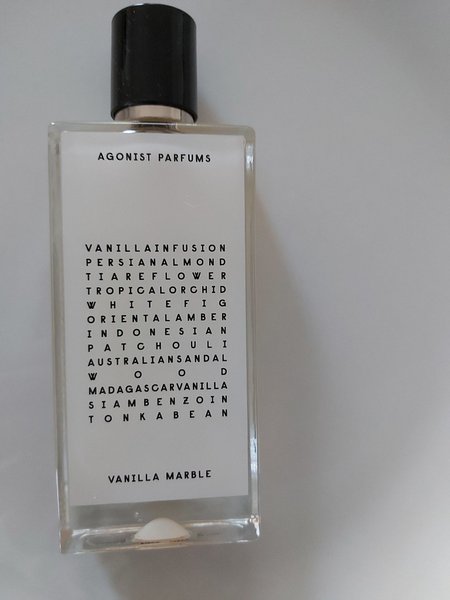 AGONIST PARFUMS
VANILLAINFUSION
PERSIANALMOND
TIAREFLOWER
TROPICALORCHID
WHITEFIG
ORIENTALAMBER
INDONESIAN
PATCHOULI
AUSTRALIANSANDAL
WOOD
MADAGASCARVANILLA
SIAMBENZOIN
TONKABEAN
VANILLA MARBLE